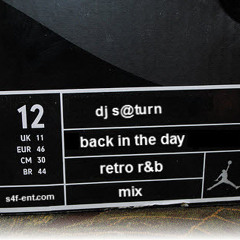 12
UK 11
EUR 46
CM 30
BR 44
s4f-ent.com
dj s@turn
back in the day
retro r&b
mix